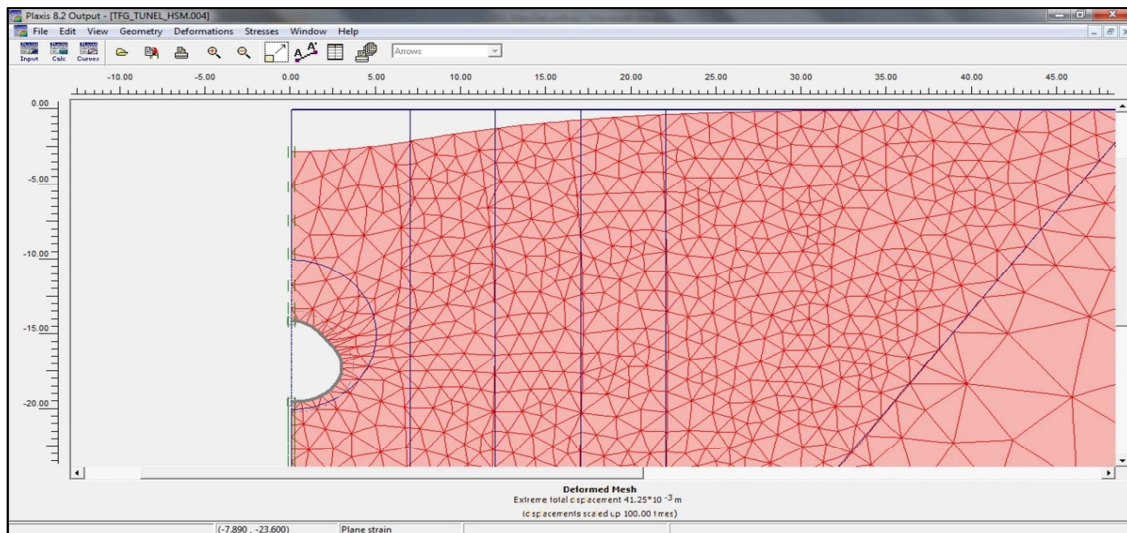 Plaxis 8.2 Output - [TFG_TUNEL_HSM.004]
File Edit View Geometry Deformations Stresses Window Help
Input Calc Curves Arrows
-10.00 -5.00 0.00 5.00 10.00 15.00 20.00 25.00 30.00 35.00 40.00 45.00
0.00
-5.00
-10.00
-15.00
-20.00
Deformed Mesh
Extreme total displacement 41.25*10 -3 m
(displacements scaled up 100.00 times)
(-7.890 , -23.600) Plane strain